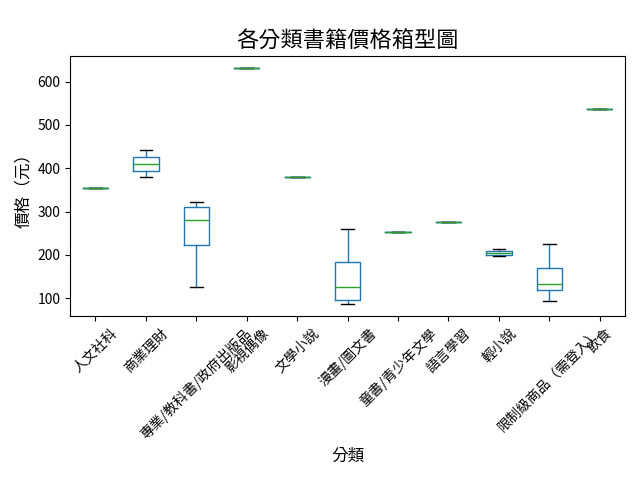 各分類書籍價格箱型圖
價格（元）
600
500
400
300
200
100
人文社科
商業理財
專業/教科書/政府出版品
影視偶像
文學小說
漫畫/圖文書
童書/青少年文學
語言學習
輕小說
限制級商品（需登入）
飲食
分類